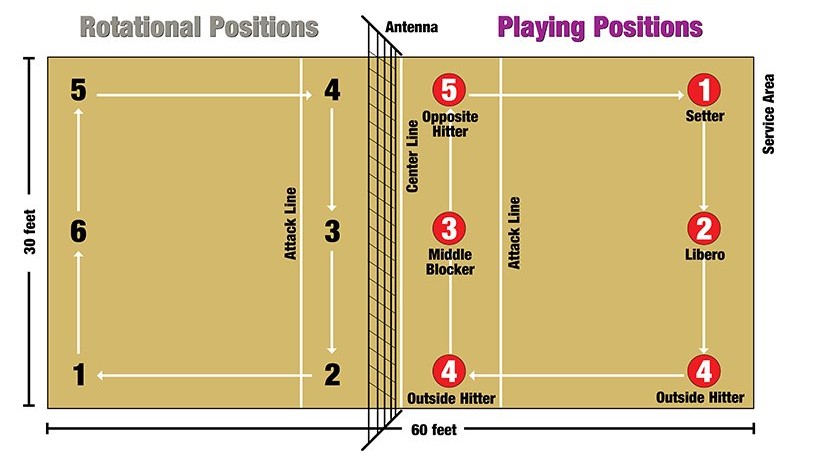 Rotational Positions
Antenna
Playing Positions
5
4
5
1
Opposite
Hitter
Setter
Service Area
Center Line
30 feet
6
3
Attack Line
3
Middle
Blocker
Attack Line
2
Libero
1
2
4
Outside Hitter
4
Outside Hitter
60 feet